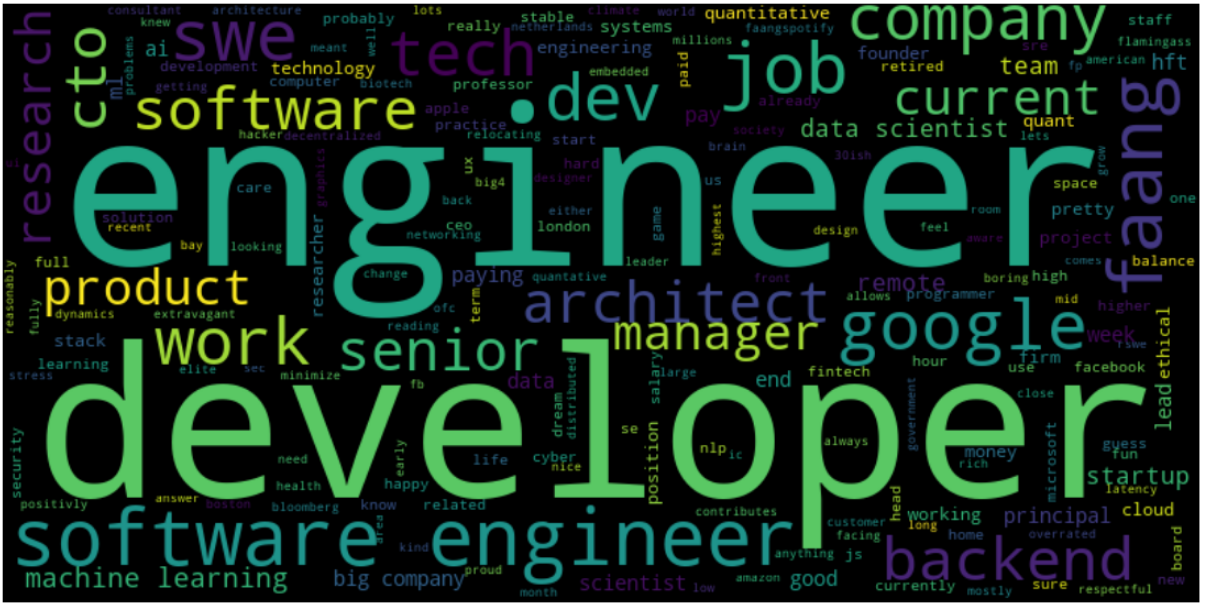 consultant architecture lots climate world quantitative staff
knew probably really stable netherlands faangspotify
research cto ai swe tech systems company flamingass
development engineering millions founder sre american fp
ml problems technology meant well job retired team hft
getting computer biotech embedded paid
software apple professor .dev already current faang
hacker decentralized practice relocating pay quant
start society data scientist lets
ui graphics ux hard designer brain 30ish
engineer
care big4 us grow space
solution back either game highest room pretty one
recent researcher networking ceo london design feel aware project
bay looking leader
full change paying quantative front boring high comes balance
reasonably fully product term remote
dynamics extravagant ofc architect allows programmer mid higher
reading
stack work senior manager google week rswe ethical
hour firm use
learning elite sec data salary large end facebook
stress minimize fb fintech lead
developer
dream distributed close
security need se nlp ic always government guess
early life cyber position money microsoft fun
health happy nice rich startup
positivly answer boston related latency
bloomberg know contributes customer head working principal cloud
software engineer area facing long overrated
kind proud anything js home backend board
machine learning big company scientist low amazon good sure new
month currently mostly respectful